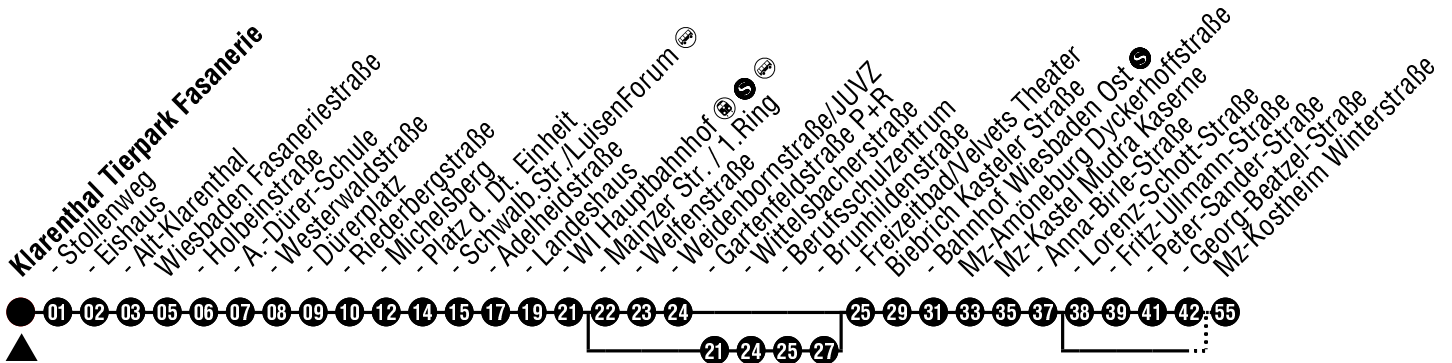 Klarenthal Tierpark Fasanerie
- Stollenweg
- Eishaus
- Alt-Klarenthal
Wiesbaden Fasaneriestraße
- Holbeinstraße
- A.-Dürer-Schule
- Westerwaldstraße
- Dürerplatz
- Riederbergstraße
- Michelsberg
- Platz d. Dt. Einheit
- Schwalb.Str./LuisenForum
- Adelheidstraße
- Landeshaus
- WI Hauptbahnhof S
- Mainzer Str. / 1.Ring
- Welfenstraße
- Weidenbornstraße/JUVZ
- Gartenfeldstraße P+R
- Wittelsbacherstraße
- Berufsschulzentrum
- Brunhildenstraße
- Freizeitbad/Velvets Theater
Biebrich Kasteler Straße
- Bahnhof Wiesbaden Ost S
Mz-Amöneburg Dyckerhoffstraße
Mz-Kastel Mudra Kaserne
- Anna-Birle-Straße
- Lorenz-Schott-Straße
- Fritz-Ullmann-Straße
- Peter-Sander-Straße
- Georg-Beatzel-Straße
Mz-Kostheim Winterstraße
01 02 03 05 06 07 08 09 10 12 14 15 17 19 21 22 23 24 25 29 31 33 35 37 38 39 41 42 55
21 24 25 27